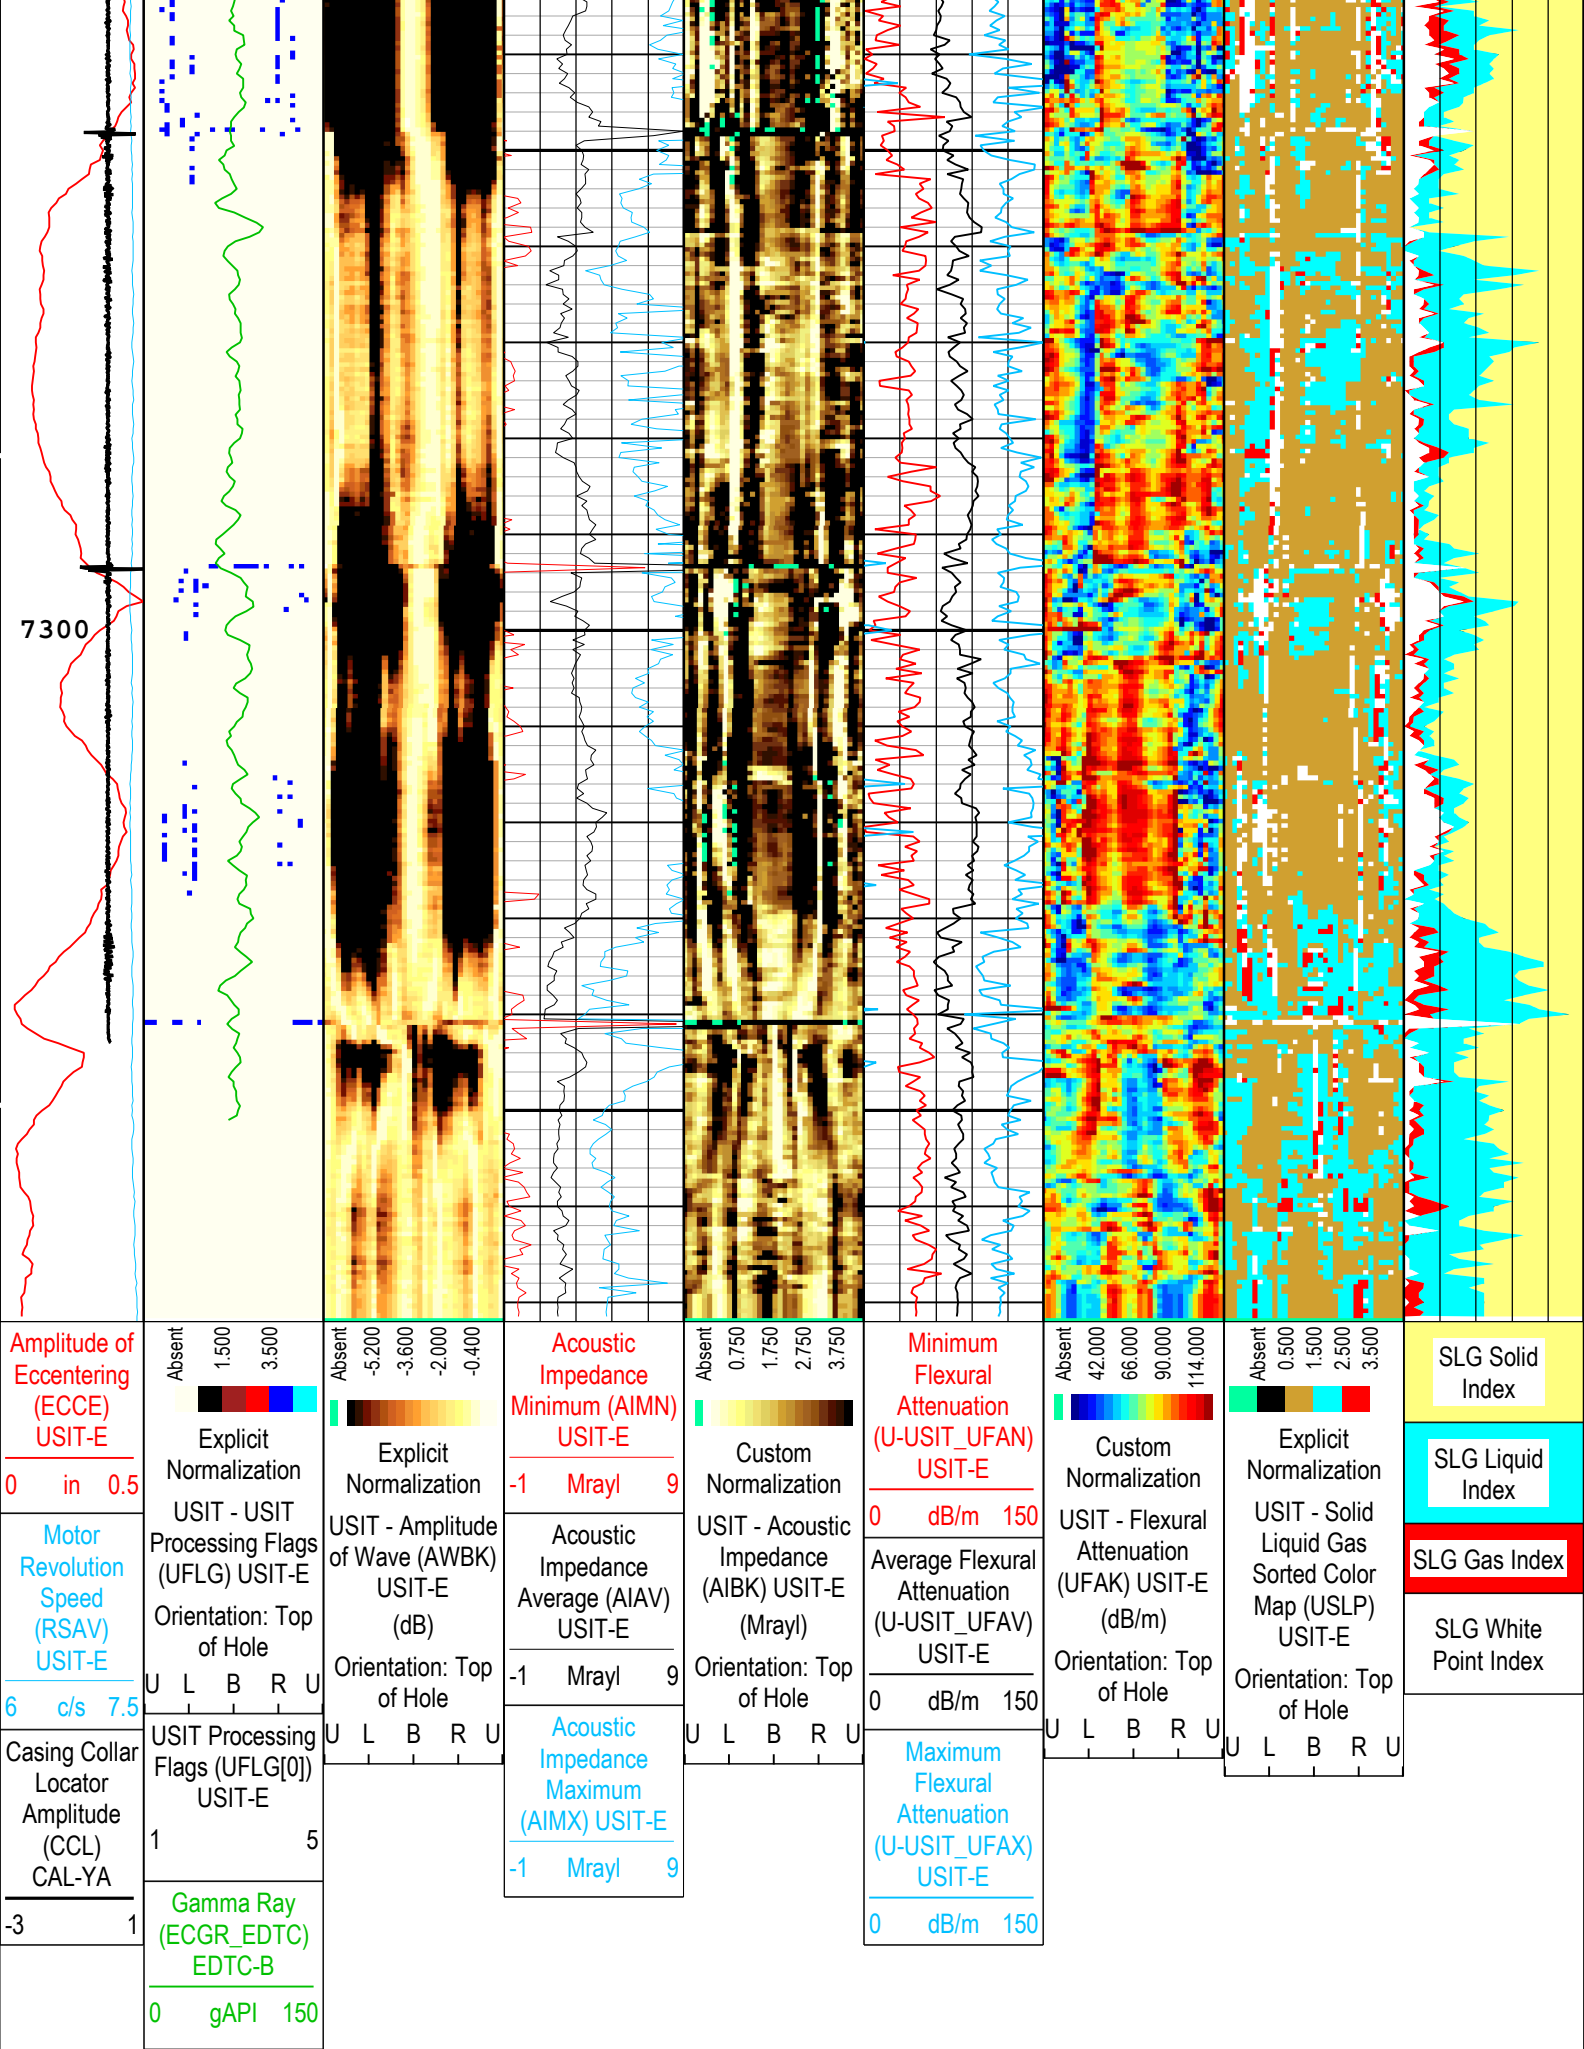 7300
Amplitude of
Eccentering
(ECCE)
USIT-E
0 in 0.5
Motor
Revolution
Speed
(RSAV)
USIT-E
6 c/s 7.5
Casing Collar
Locator
Amplitude
(CCL)
CAL-YA
-3 1
Absent 1.500 3.500
Explicit
Normalization
USIT - USIT
Processing Flags
(UFLG) USIT-E
Orientation: Top
of Hole
U L B R U
USIT Processing
Flags (UFLG[0])
USIT-E
1 5
Gamma Ray
(ECGR_EDTC)
EDTC-B
0 gAPI 150
Absent -5.200 -3.600 -2.000 -0.400
Explicit
Normalization
USIT - Amplitude
of Wave (AWBK)
USIT-E
(dB)
Orientation: Top
of Hole
U L B R U
Acoustic
Impedance
Minimum (AIMN)
USIT-E
-1 Mrayl 9
Acoustic
Impedance
Average (AIAV)
USIT-E
-1 Mrayl 9
Acoustic
Impedance
Maximum
(AIMX) USIT-E
-1 Mrayl 9
Absent 0.750 1.750 2.750 3.750
Custom
Normalization
USIT - Acoustic
Impedance
(AIBK) USIT-E
(Mrayl)
Orientation: Top
of Hole
U L B R U
Minimum
Flexural
Attenuation
(U-USIT_UFAN)
USIT-E
0 dB/m 150
Average Flexural
Attenuation
(U-USIT_UFAV)
USIT-E
0 dB/m 150
Maximum
Flexural
Attenuation
(U-USIT_UFAX)
USIT-E
0 dB/m 150
Absent 42.000 66.000 90.000 114.000
Custom
Normalization
USIT - Flexural
Attenuation
(UFAK) USIT-E
(dB/m)
Orientation: Top
of Hole
U L B R U
Absent 0.500 1.500 2.500 3.500
Explicit
Normalization
USIT - Solid
Liquid Gas
Sorted Color
Map (USLP)
USIT-E
Orientation: Top
of Hole
U L B R U
SLG Solid
Index
SLG Liquid
Index
SLG Gas Index
SLG White
Point Index